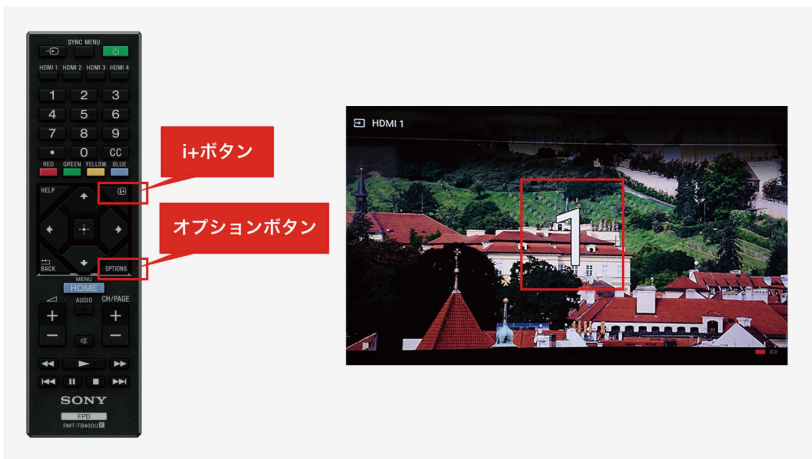 SYNC MENU
HDMI 1 HDMI 2 HDMI 3 HDMI 4
1 2 3
4 5 6
7 8 9
• 0 CC
RED GREEN YELLOW BLUE
HELP
i+
BACK
OPTIONS
MENU
HOME
AUDIO
CH/PAGE
+ +
− −
SONY
FPD
RMT-TB400U
i+ボタン
オプションボタン
HDMI 1
1